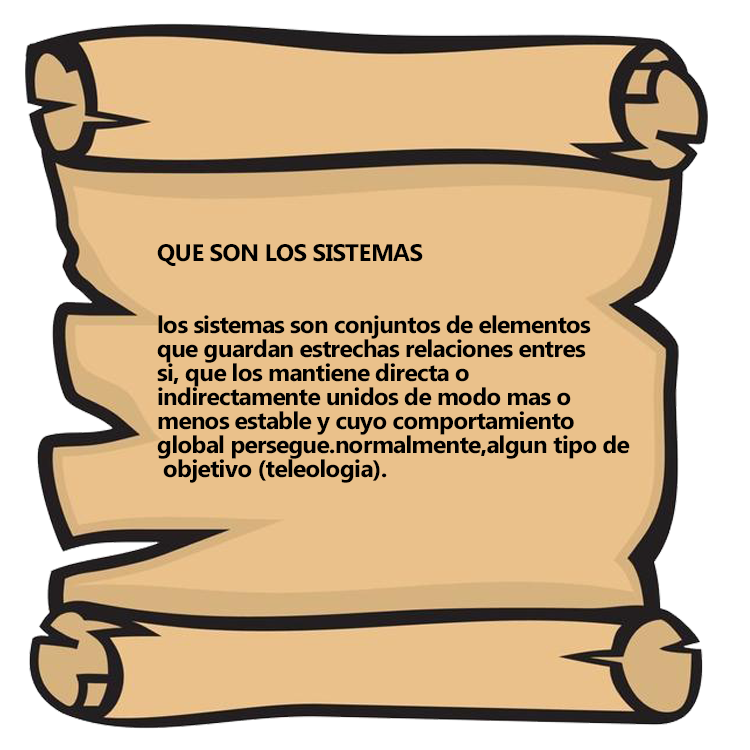 QUE SON LOS SISTEMAS
los sistemas son conjuntos de elementos
que guardan estrechas relaciones entres
si, que los mantiene directa o
indirectamente unidos de modo mas o
menos estable y cuyo comportamiento
global persegue.normalmente,algun tipo de
objetivo (teleologia).